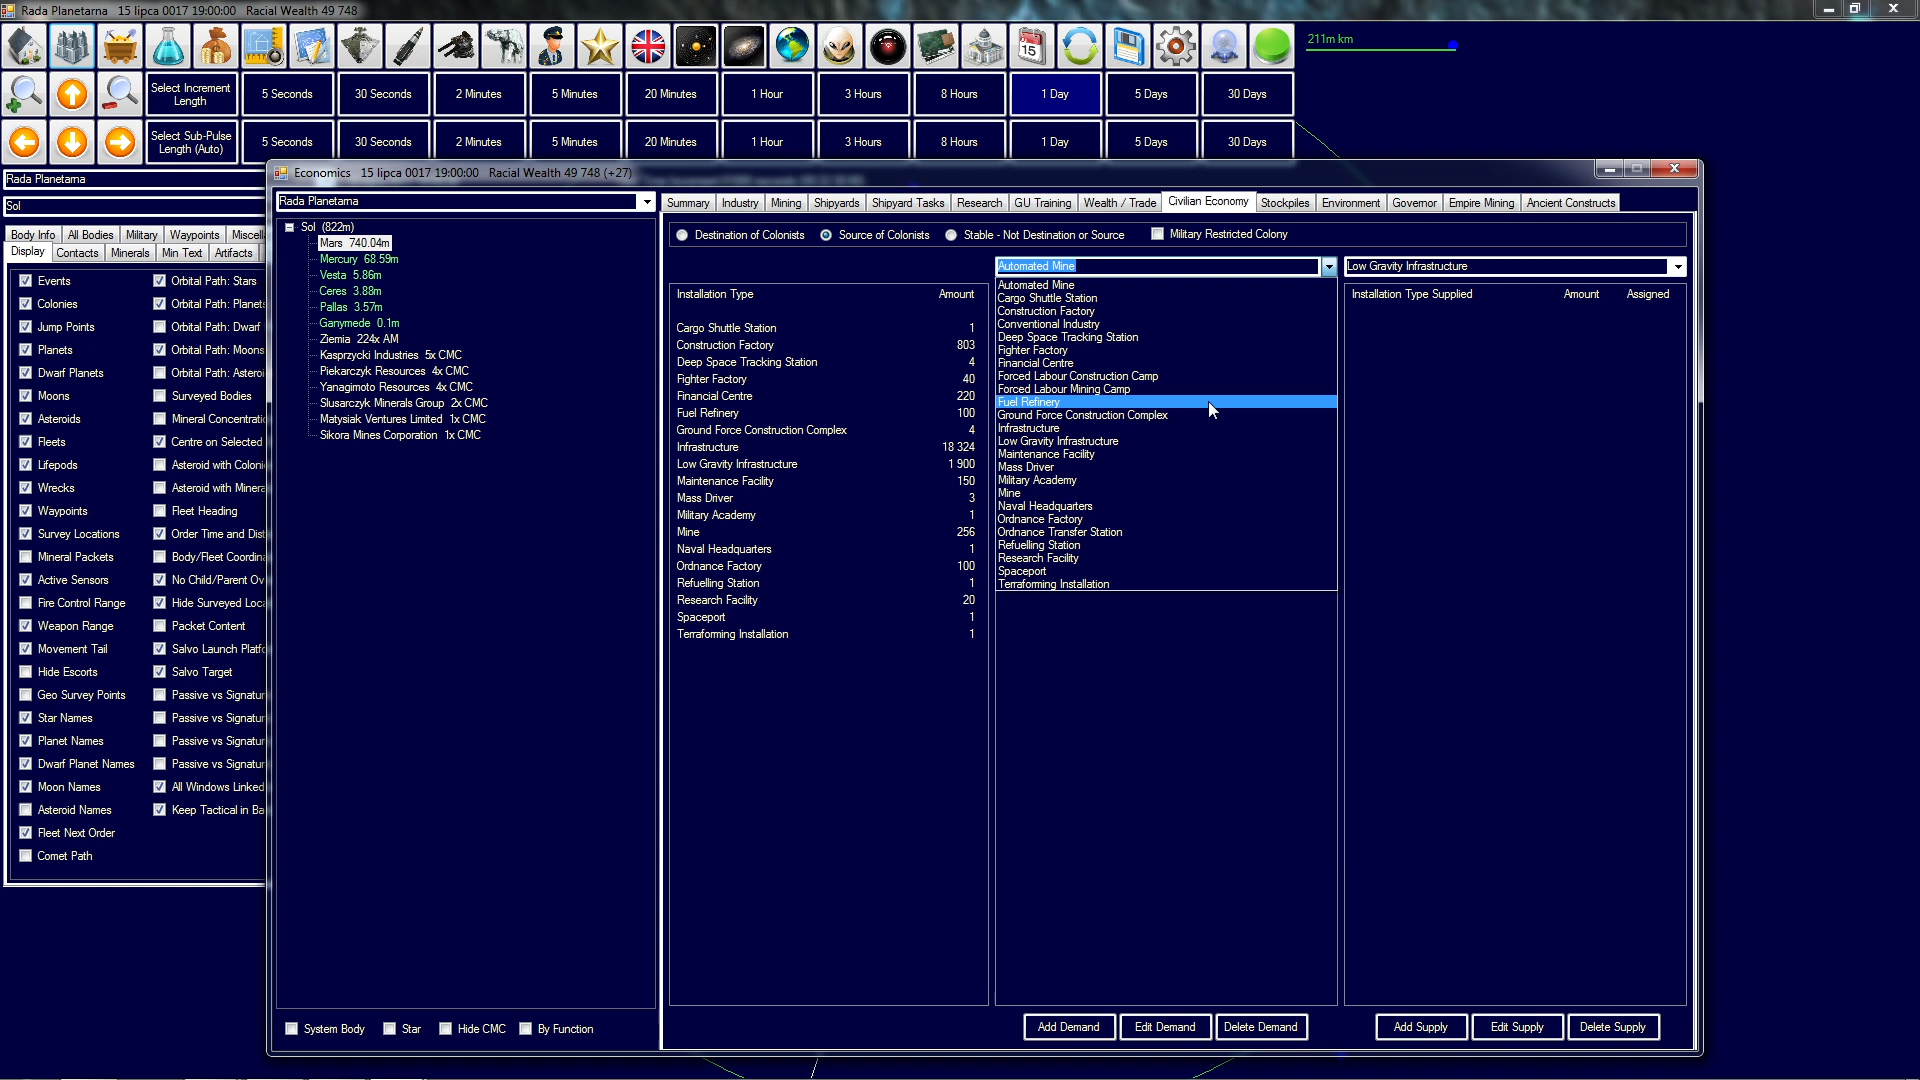 Rada Planetarna   15 lipca 0017 19:00:00   Racial Wealth 49 748
15
211m km
Select Increment Length
5 Seconds
30 Seconds
2 Minutes
5 Minutes
20 Minutes
1 Hour
3 Hours
8 Hours
1 Day
5 Days
30 Days
Select Sub-Pulse Length (Auto)
5 Seconds
30 Seconds
2 Minutes
5 Minutes
20 Minutes
1 Hour
3 Hours
8 Hours
1 Day
5 Days
30 Days
Rada Planetarna
Sol
Body Info
All Bodies
Military
Waypoints
Miscell
Display
Contacts
Minerals
Min Text
Artifacts
Events
Colonies
Jump Points
Planets
Dwarf Planets
Moons
Asteroids
Fleets
Lifepods
Wrecks
Waypoints
Survey Locations
Mineral Packets
Active Sensors
Fire Control Range
Weapon Range
Movement Tail
Hide Escorts
Geo Survey Points
Star Names
Planet Names
Dwarf Planet Names
Moon Names
Asteroid Names
Fleet Next Order
Comet Path
Orbital Path: Stars
Orbital Path: Planets
Orbital Path: Dwarf
Orbital Path: Moons
Orbital Path: Asteroi
Surveyed Bodies
Mineral Concentratio
Centre on Selected
Asteroid with Coloni
Asteroid with Minera
Fleet Heading
Order Time and Dist
Body/Fleet Coordina
No Child/Parent Ov
Hide Surveyed Loca
Packet Content
Salvo Launch Platfo
Salvo Target
Passive vs Signatur
Passive vs Signatur
Passive vs Signatur
Passive vs Signatur
All Windows Linked
Keep Tactical in Ba
Economics   15 lipca 0017 19:00:00   Racial Wealth 49 748 (+27)
Rada Planetarna
Sol (822m)
Mars  740.04m
Mercury  68.59m
Vesta  5.86m
Ceres  3.88m
Pallas  3.57m
Ganymede  0.1m
Ziemia  224x AM
Kasprzycki Industries  5x CMC
Piekarczyk Resources  4x CMC
Yanagimoto Resources  4x CMC
Slusarczyk Minerals Group  2x CMC
Matysiak Ventures Limited  1x CMC
Sikora Mines Corporation  1x CMC
System Body
Star
Hide CMC
By Function
Summary
Industry
Mining
Shipyards
Shipyard Tasks
Research
GU Training
Wealth / Trade
Civilian Economy
Stockpiles
Environment
Governor
Empire Mining
Ancient Constructs
Destination of Colonists
Source of Colonists
Stable - Not Destination or Source
Military Restricted Colony
Installation Type   Amount
Cargo Shuttle Station   1
Construction Factory   803
Deep Space Tracking Station   4
Fighter Factory   40
Financial Centre   220
Fuel Refinery   100
Ground Force Construction Complex   4
Infrastructure   18 324
Low Gravity Infrastructure   1 900
Maintenance Facility   150
Mass Driver   3
Military Academy   1
Mine   256
Naval Headquarters   1
Ordnance Factory   100
Refuelling Station   1
Research Facility   20
Spaceport   1
Terraforming Installation   1
Automated Mine
Automated Mine
Cargo Shuttle Station
Construction Factory
Conventional Industry
Deep Space Tracking Station
Fighter Factory
Financial Centre
Forced Labour Construction Camp
Forced Labour Mining Camp
Fuel Refinery
Ground Force Construction Complex
Infrastructure
Low Gravity Infrastructure
Maintenance Facility
Mass Driver
Military Academy
Mine
Naval Headquarters
Ordnance Factory
Ordnance Transfer Station
Refuelling Station
Research Facility
Spaceport
Terraforming Installation
Low Gravity Infrastructure
Installation Type Supplied   Amount   Assigned
Add Demand
Edit Demand
Delete Demand
Add Supply
Edit Supply
Delete Supply